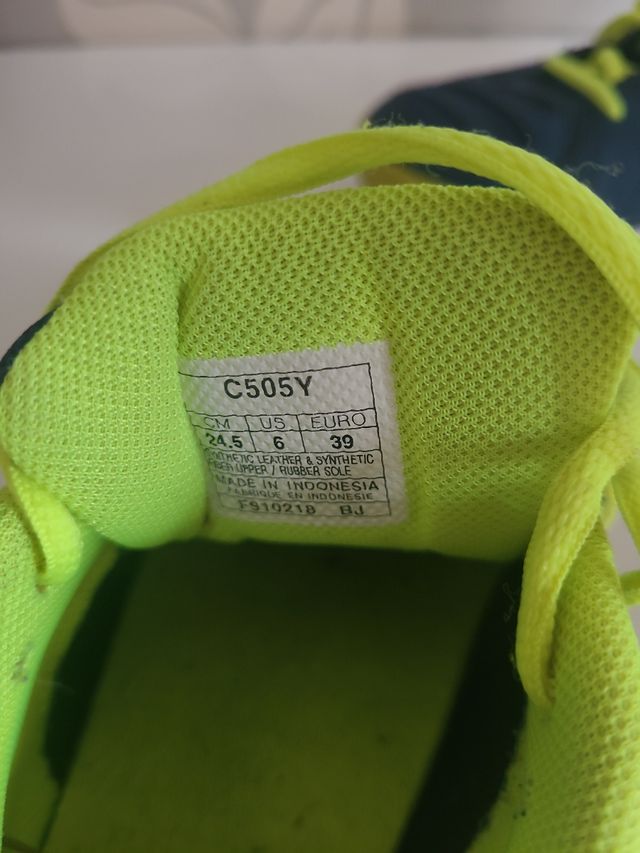 C505Y
CM US EURO
24.5 6 39
SYNTHETIC LEATHER & SYNTHETIC
FIBER UPPER / RUBBER SOLE
MADE IN INDONESIA
FABRIQUE EN INDONESIE
F910218 BJ